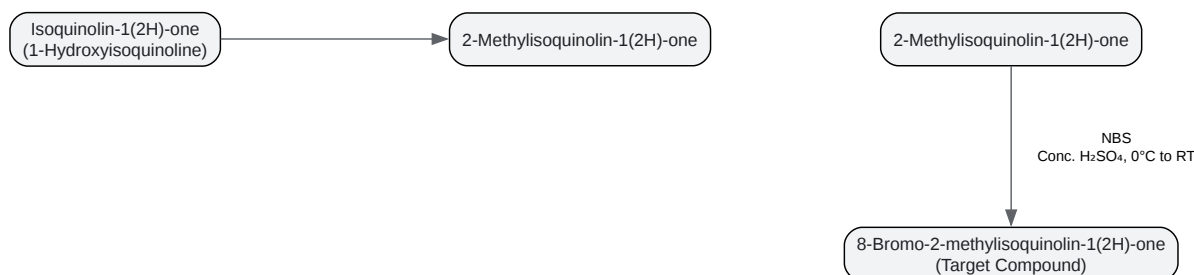 Isoquinolin-1(2H)-one
(1-Hydroxyisoquinoline)
2-Methylisoquinolin-1(2H)-one
2-Methylisoquinolin-1(2H)-one
NBS
Conc. H₂SO₄, 0°C to RT
8-Bromo-2-methylisoquinolin-1(2H)-one
(Target Compound)